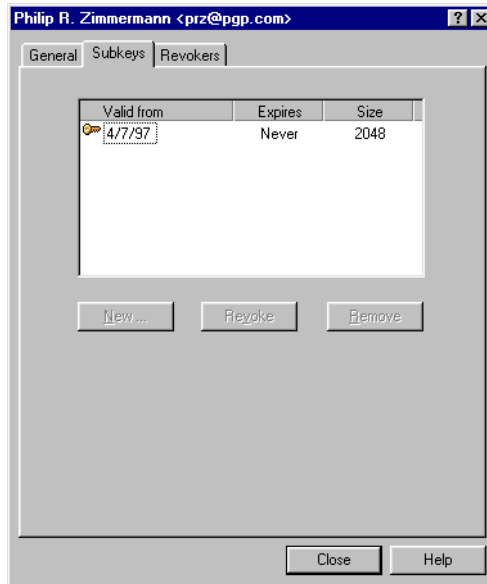 Philip R. Zimmermann <prz@pgp.com>
General Subkeys Revokers
Valid from Expires Size
4/7/97 Never 2048
New ... Revoke Remove
Close Help